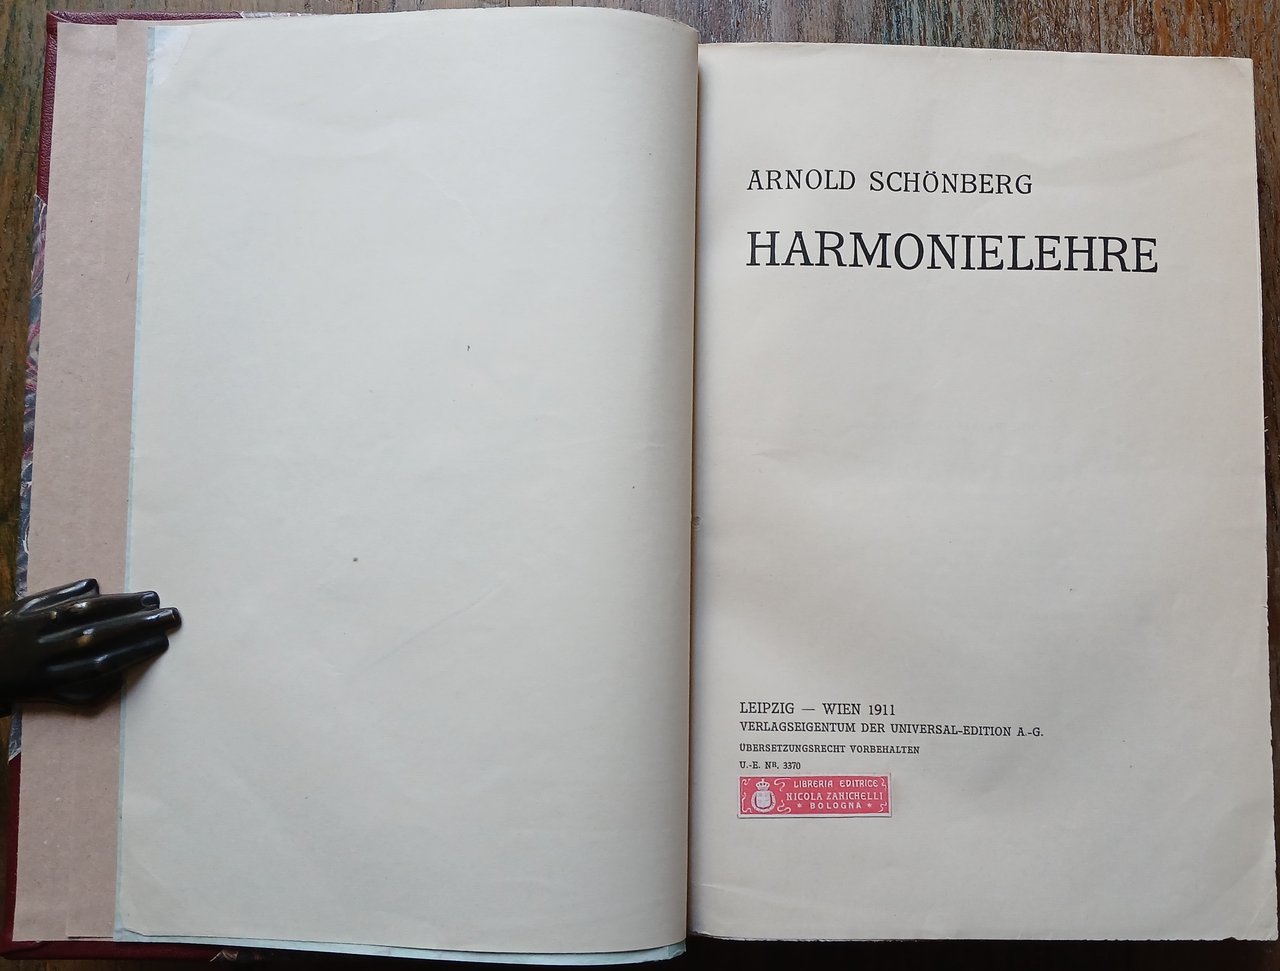 ARNOLD SCHÖNBERG
HARMONIELEHRE
LEIPZIG — WIEN 1911
VERLAGSEIGENTUM DER UNIVERSAL-EDITION A.-G.
ÜBERSETZUNGSRECHT VORBEHALTEN
U.-E. NR. 3370
LIBRERIA EDITRICE
NICOLA ZANICHELLI
* BOLOGNA *